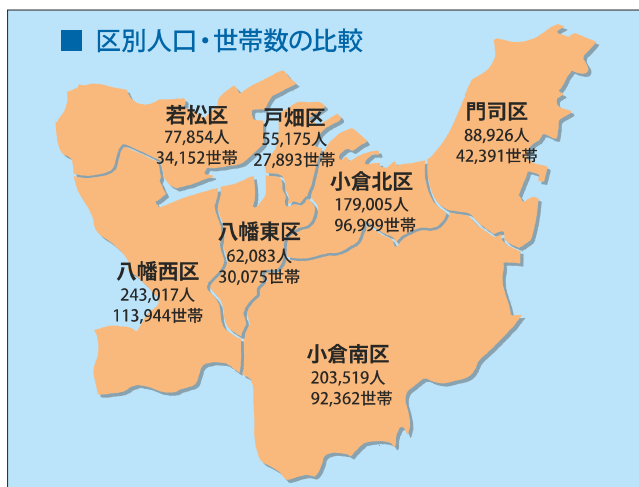 ■ 区別人口・世帯数の比較
若松区
77,854人
34,152世帯
戸畑区
55,175人
27,893世帯
門司区
88,926人
42,391世帯
小倉北区
179,005人
96,999世帯
八幡東区
62,083人
30,075世帯
八幡西区
243,017人
113,944世帯
小倉南区
203,519人
92,362世帯